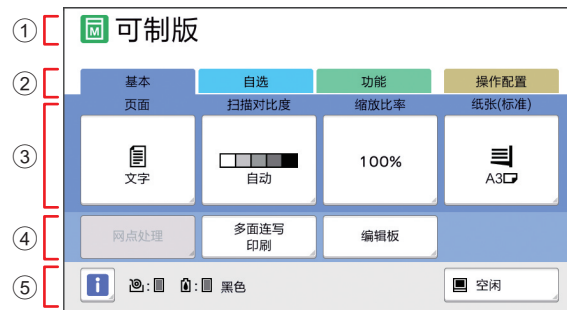 ① 可制版
M
② 基本 自选 功能 操作配置
页面 扫描对比度 缩放比率 纸张(标准)
③ 文字 自动 100% A3
④ 网点处理 多面连写 编辑板
印刷
⑤ i : : 黑色 空闲